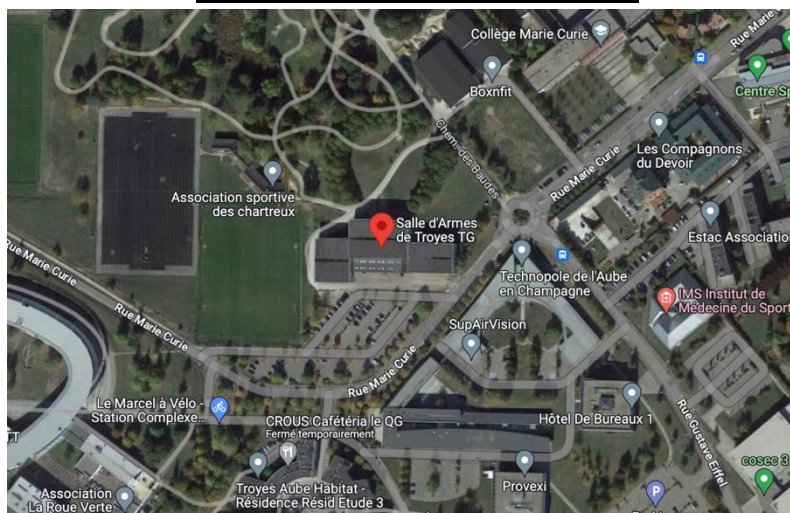 Collège Marie Curie
Rue Marie
Boxnfit
Centre Sp
Chem. des Baudes
Les Compagnons
du Devoir
Rue Marie Curie
Association sportive
des chartreux
Salle d'Armes
de Troyes TG
Estac Association
Rue Marie Curie
Technopole de l'Aube
en Champagne
IMS Institut de
Médecine du Sport
Rue Marie Curie
SupAirVision
Rue Marie Curie
Le Marcel à Vélo -
Station Complexe...
CROUS Cafétéria le QG
Fermé temporairement
Hôtel De Bureaux 1
Rue Gustave Eiffel
TT
cosec 3
Association
La Roue Verte
Troyes Aube Habitat -
Résidence Résid Etude 3
Provexi
P